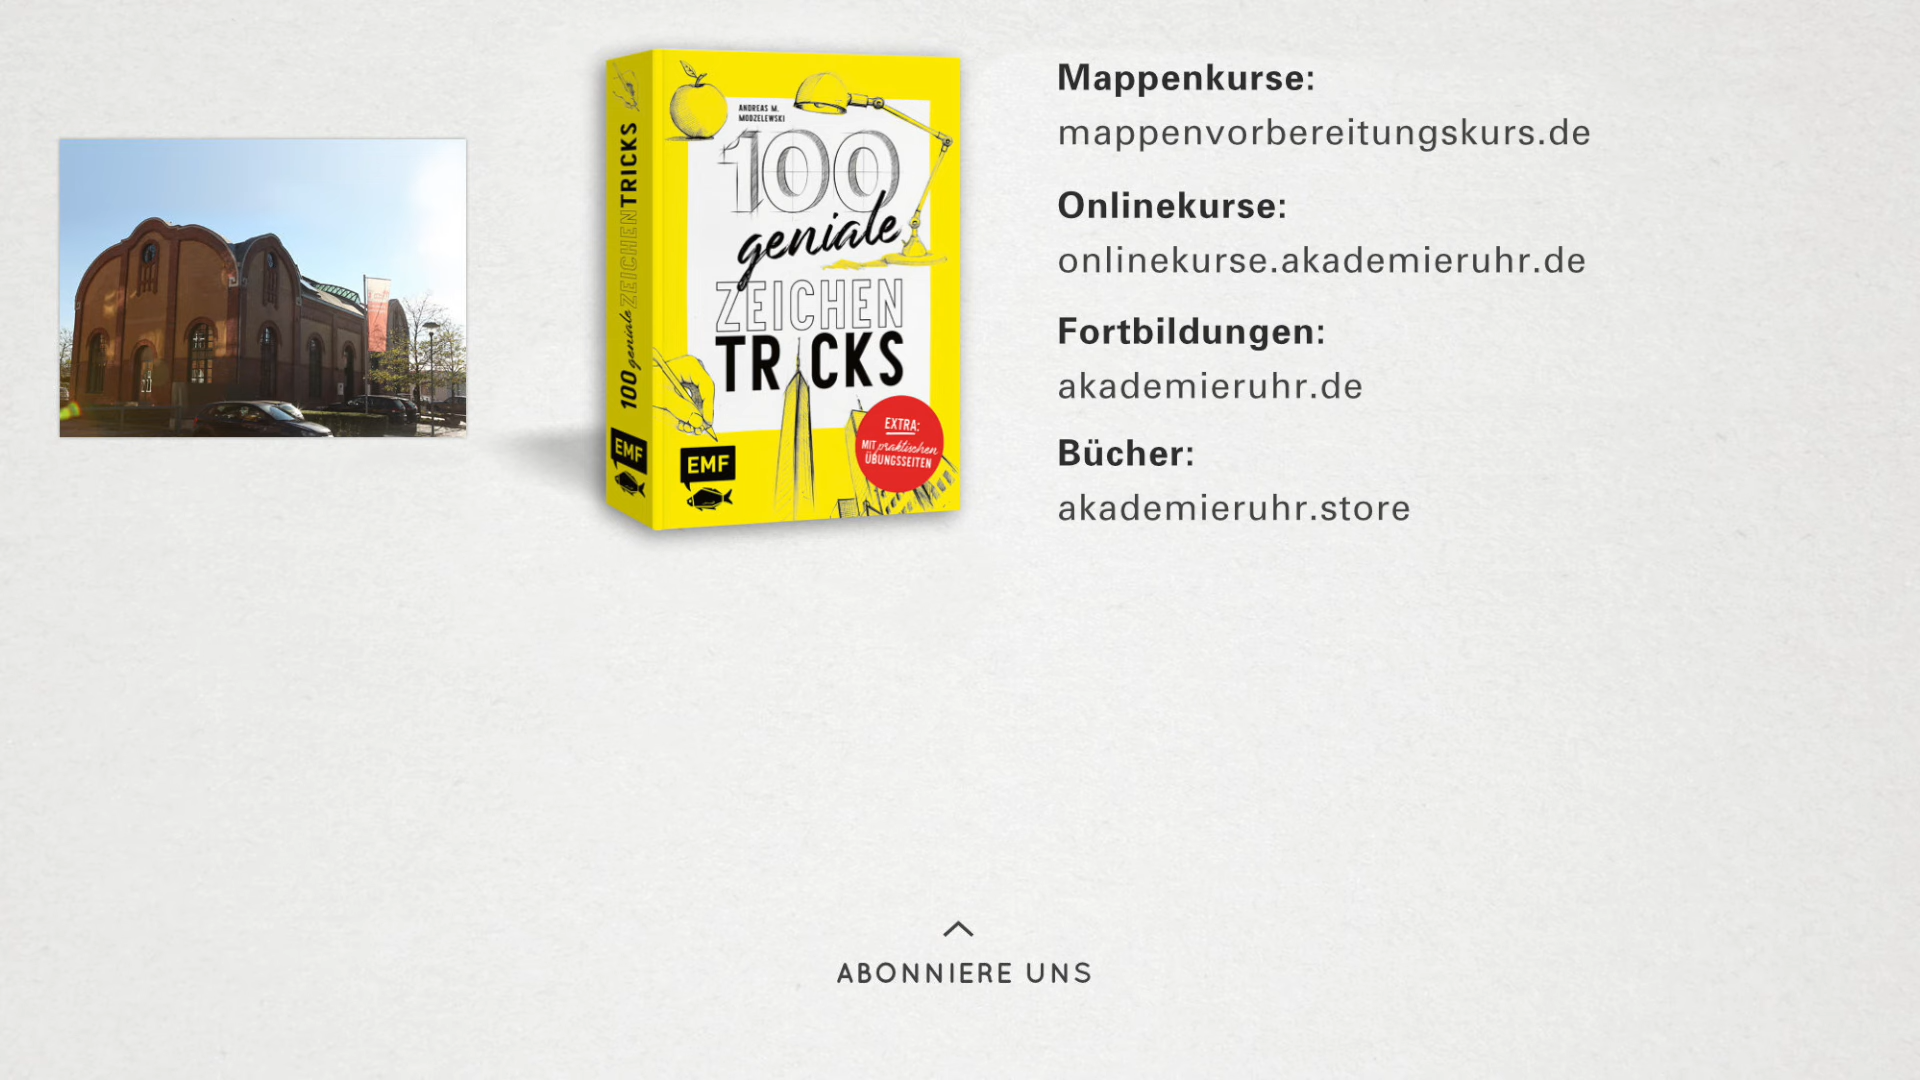 100 geniale ZEICHENTRICKS
EMF
ANDREAS M.
MODZELEWSKI
100
geniale
ZEICHEN
TRICKS
EXTRA:
MIT praktischen
ÜBUNGSSEITEN
EMF
Mappenkurse:
mappenvorbereitungskurs.de
Onlinekurse:
onlinekurse.akademieruhr.de
Fortbildungen:
akademieruhr.de
Bücher:
akademieruhr.store
ABONNIERE UNS